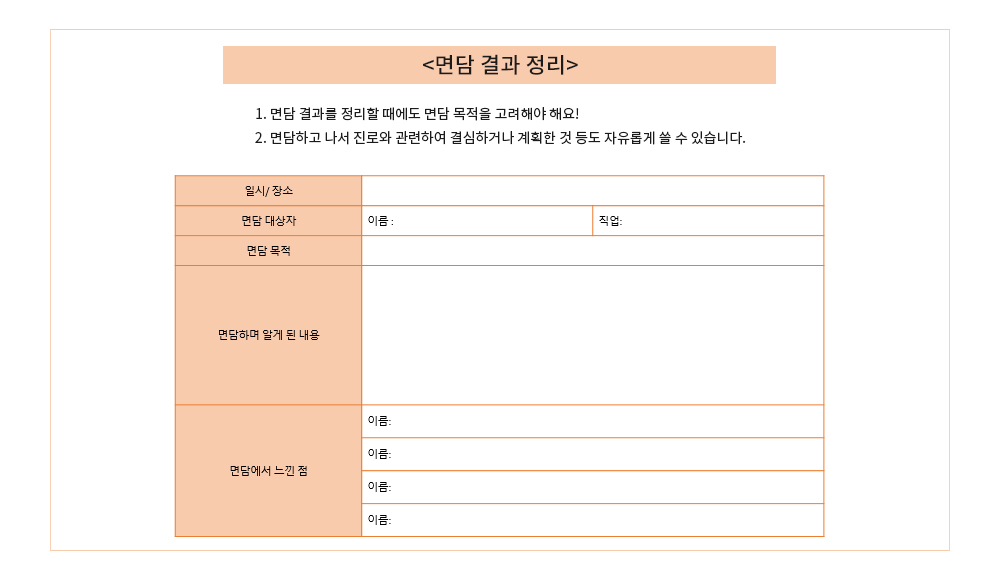 <면담 결과 정리>
1. 면담 결과를 정리할 때에도 면담 목적을 고려해야 해요!
2. 면담하고 나서 진로와 관련하여 결심하거나 계획한 것 등도 자유롭게 쓸 수 있습니다.
일시/ 장소
면담 대상자 이름 : 직업:
면담 목적
면담하며 알게 된 내용
이름:
이름:
면담에서 느낀 점
이름:
이름: